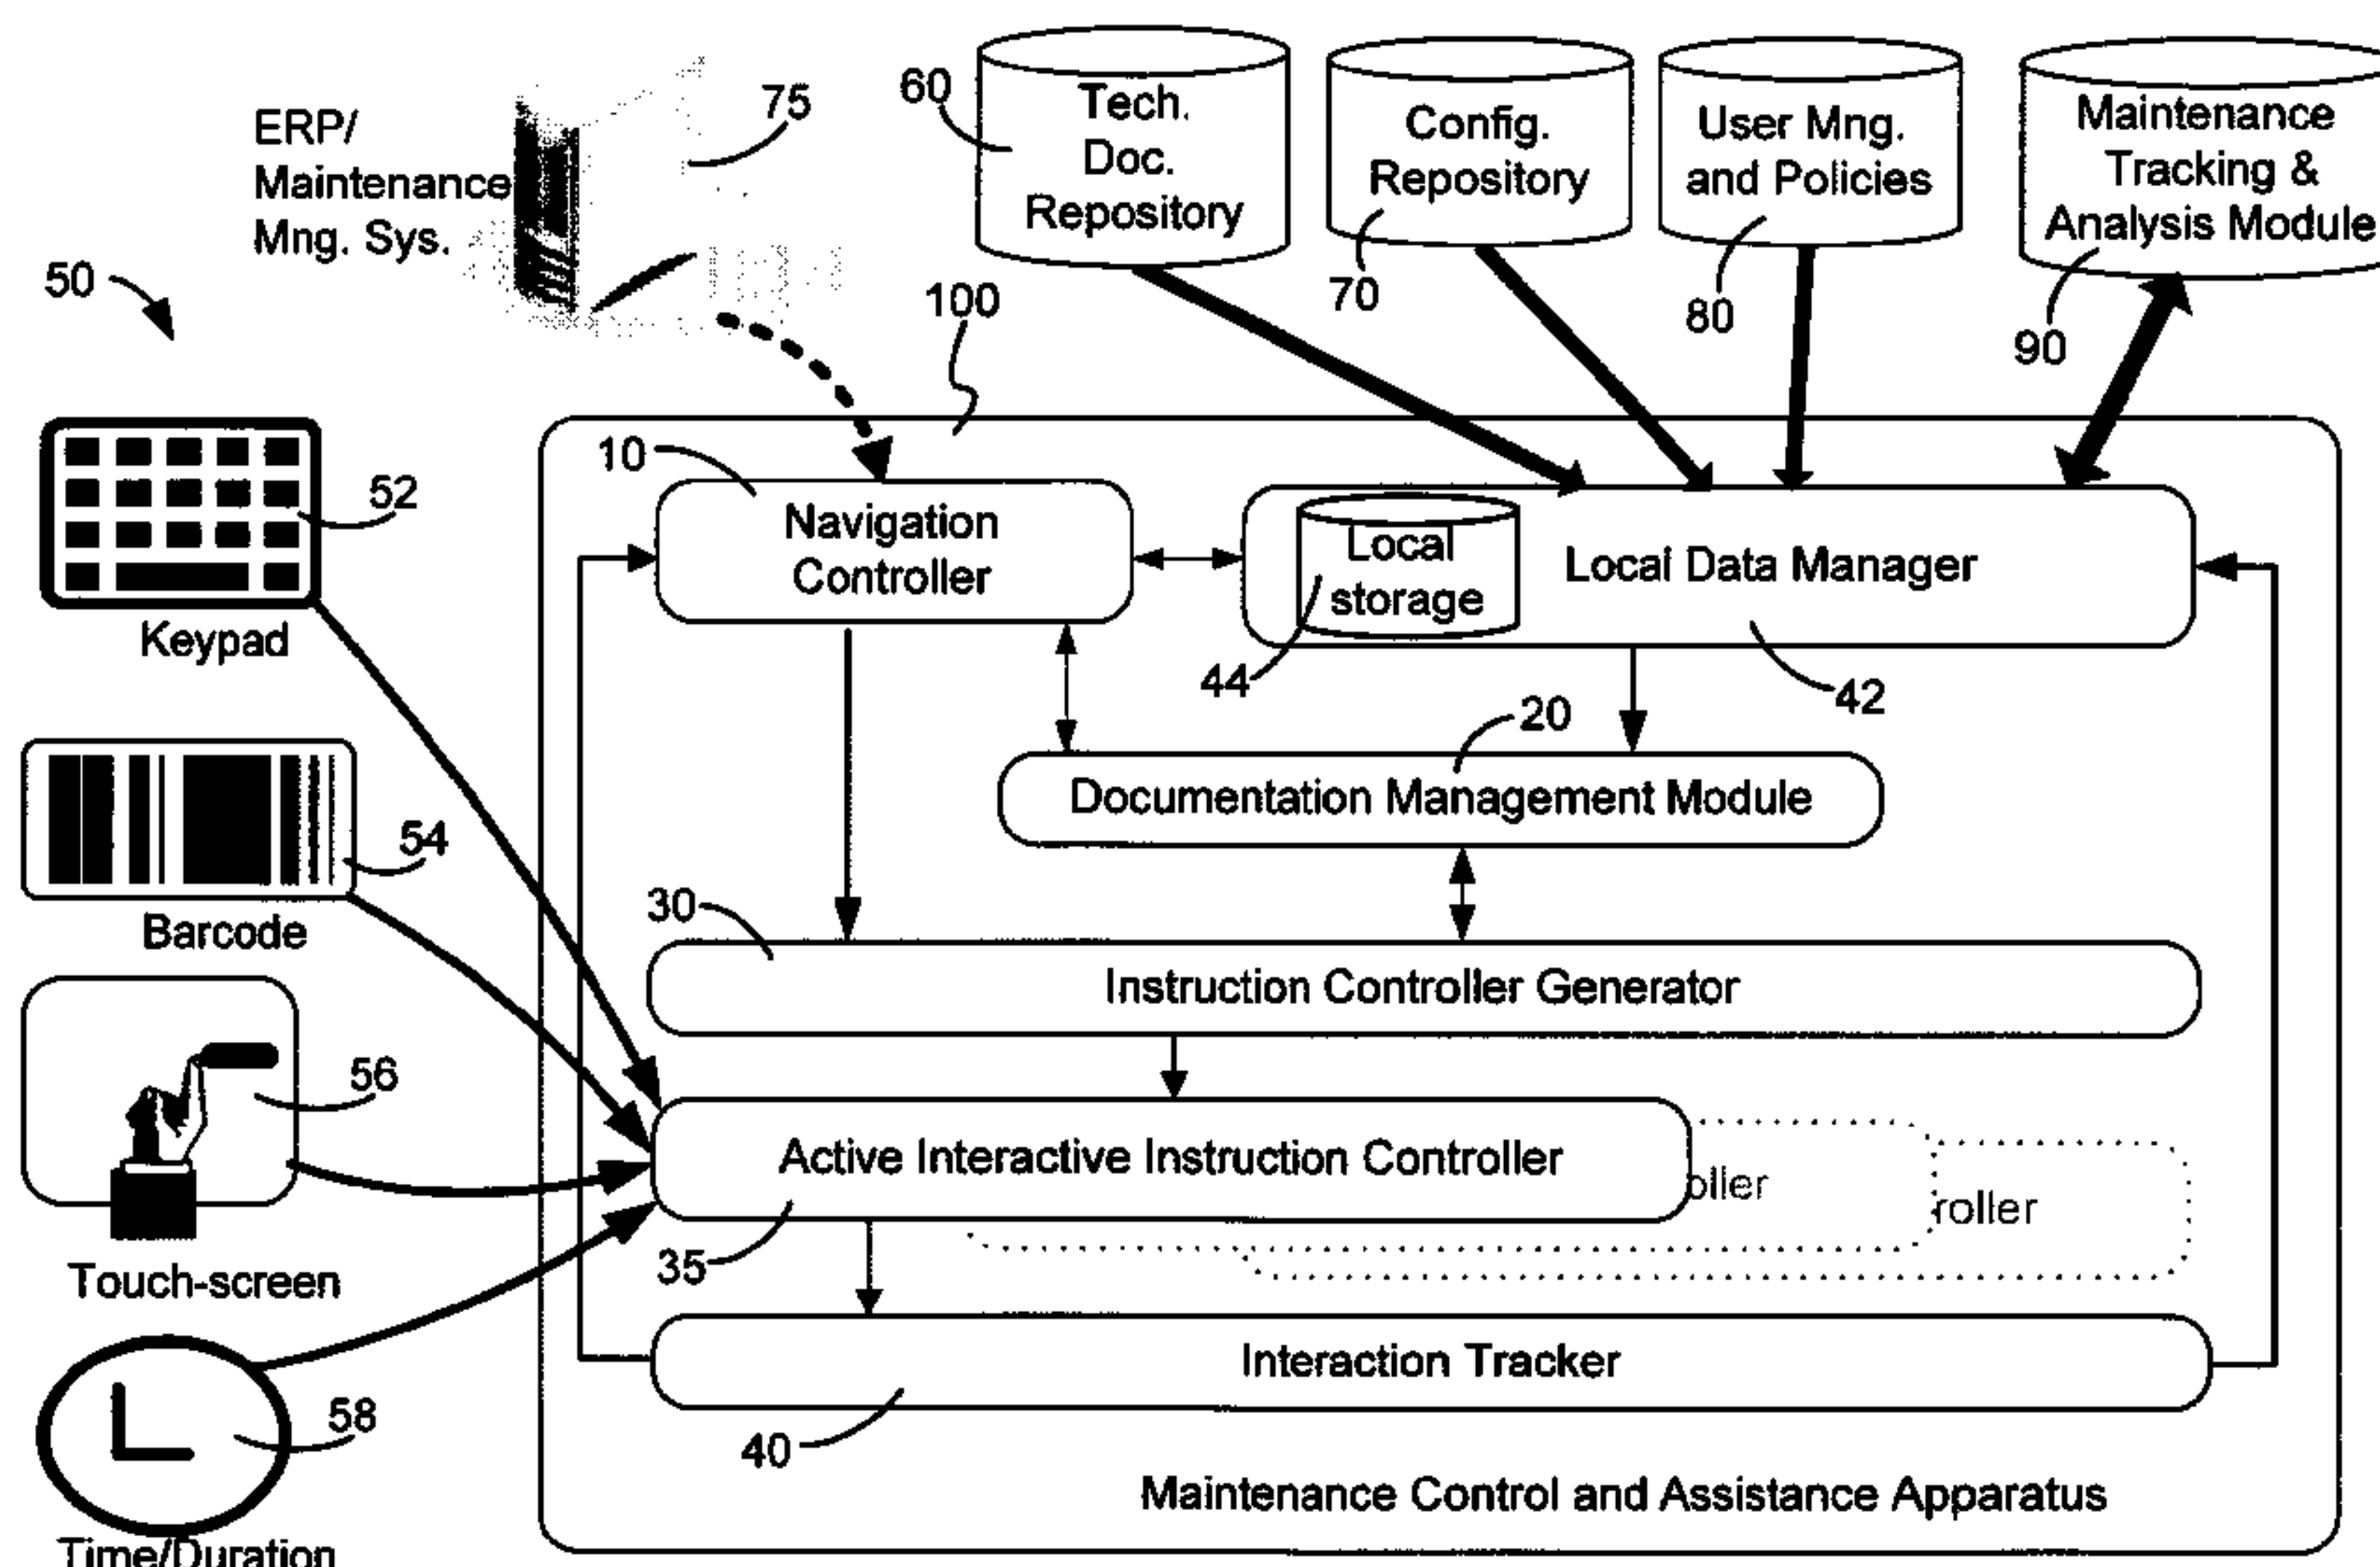 ERP/
Maintenance
Mng. Sys.
75
60
Tech.
Doc.
Repository
Config.
Repository
70
User Mng.
and Policies
80
Maintenance
Tracking &
Analysis Module
90
50
100
10
Navigation
Controller
Local
storage
44
Local Data Manager
42
52
Keypad
20
Documentation Management Module
54
Barcode
30
Instruction Controller Generator
56
Touch-screen
Active Interactive Instruction Controller
oller
roller
35
Interaction Tracker
40
58
Time/Duration
Maintenance Control and Assistance Apparatus